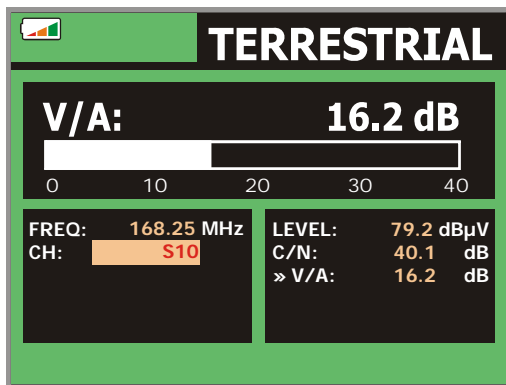 TERRESTRIAL
V/A: 16.2 dB
0 10 20 30 40
FREQ: 168.25 MHz
CH: S10
LEVEL: 79.2 dBµV
C/N: 40.1 dB
» V/A: 16.2 dB